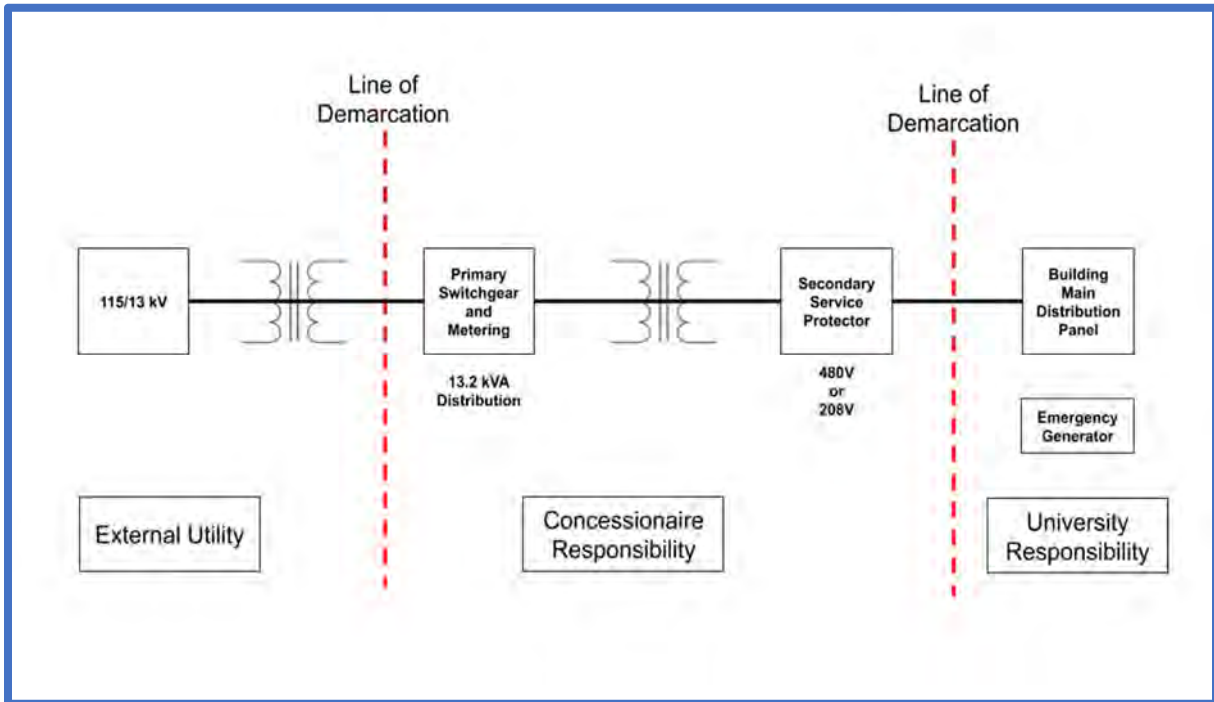 Line of
Demarcation
Line of
Demarcation
115/13 kV
Primary
Switchgear
and
Metering
Secondary
Service
Protector
Building
Main
Distribution
Panel
13.2 kVA
Distribution
480V
or
208V
Emergency
Generator
External Utility
Concessionaire
Responsibility
University
Responsibility